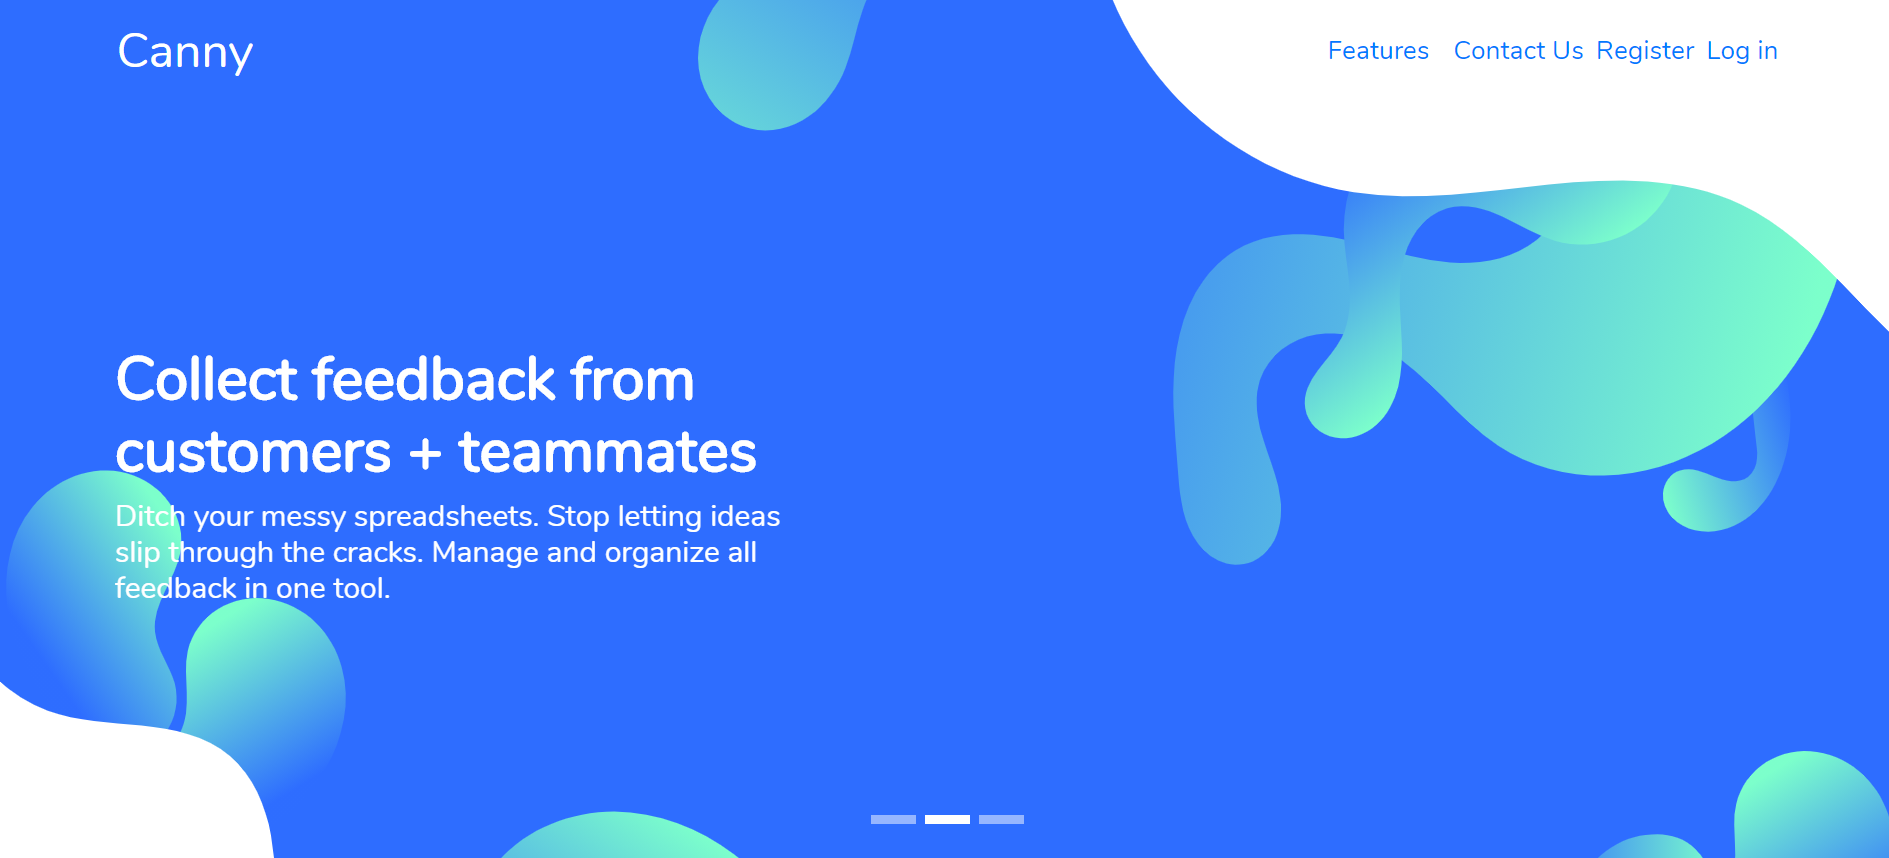 Canny
Features Contact Us Register Log in
Collect feedback from
customers + teammates
Ditch your messy spreadsheets. Stop letting ideas
slip through the cracks. Manage and organize all
feedback in one tool.